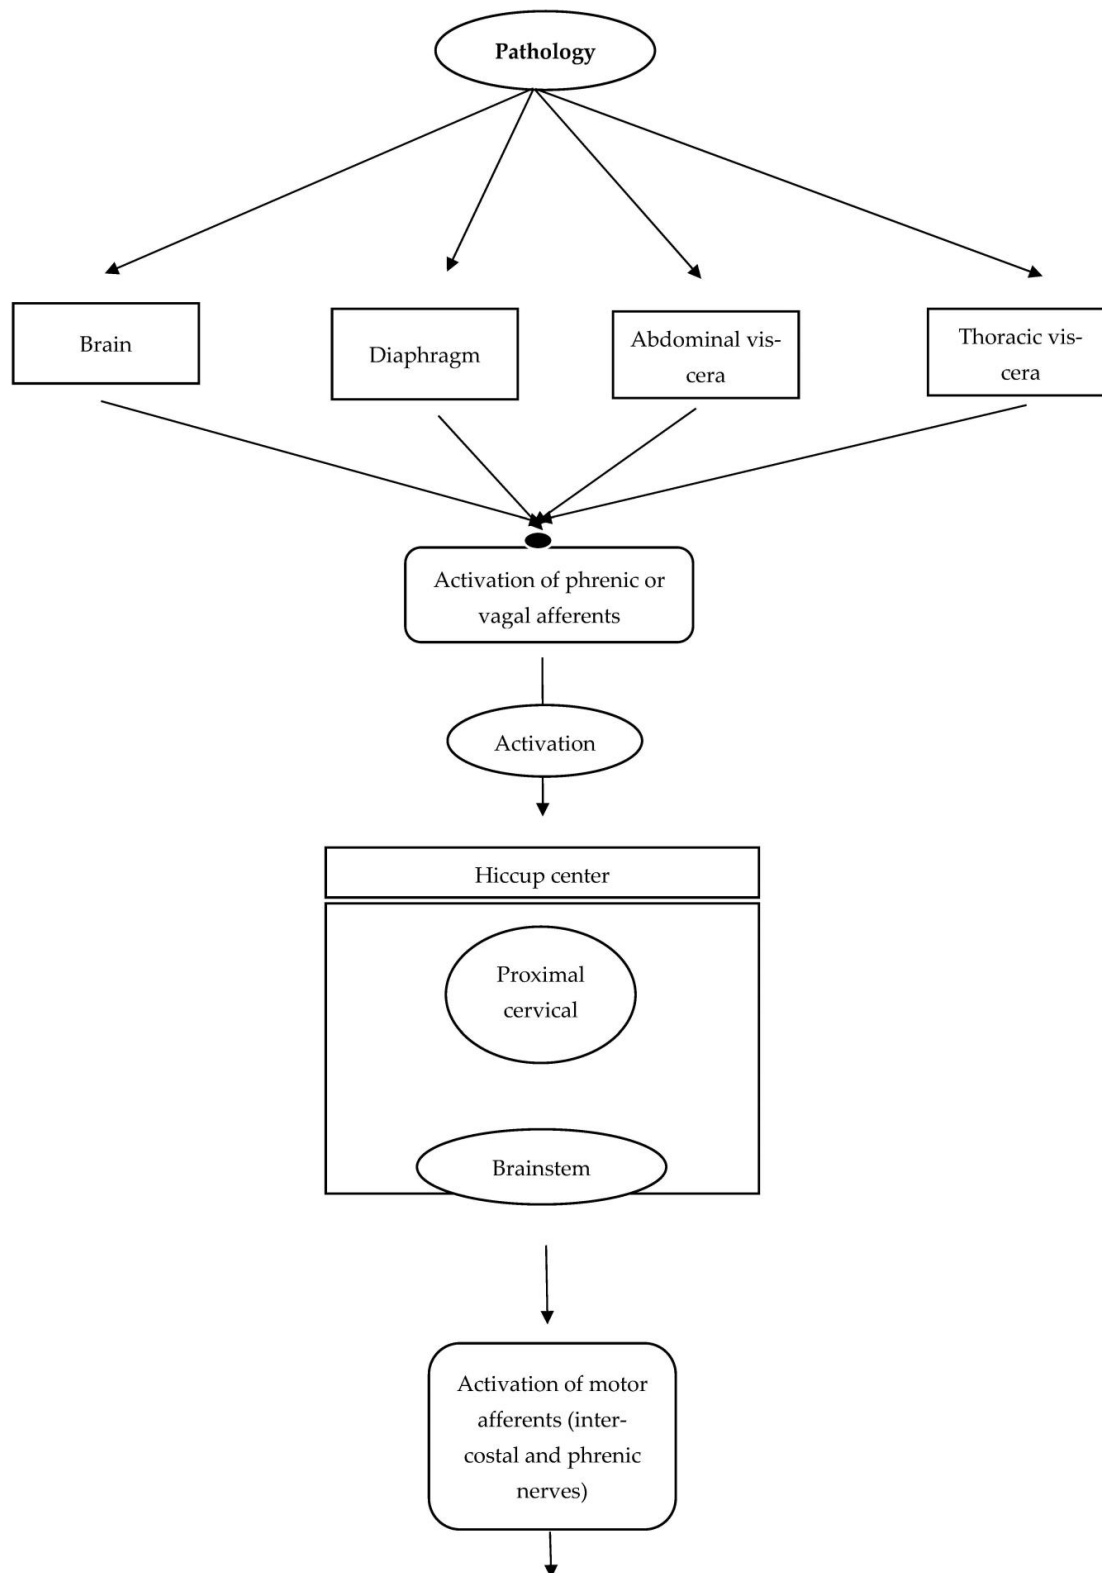 Pathology
Brain
Diaphragm
Abdominal vis-
cera
Thoracic vis-
cera
Activation of phrenic or
vagal afferents
Activation
Hiccup center
Proximal
cervical
Brainstem
Activation of motor
afferents (inter-
costal and phrenic
nerves)